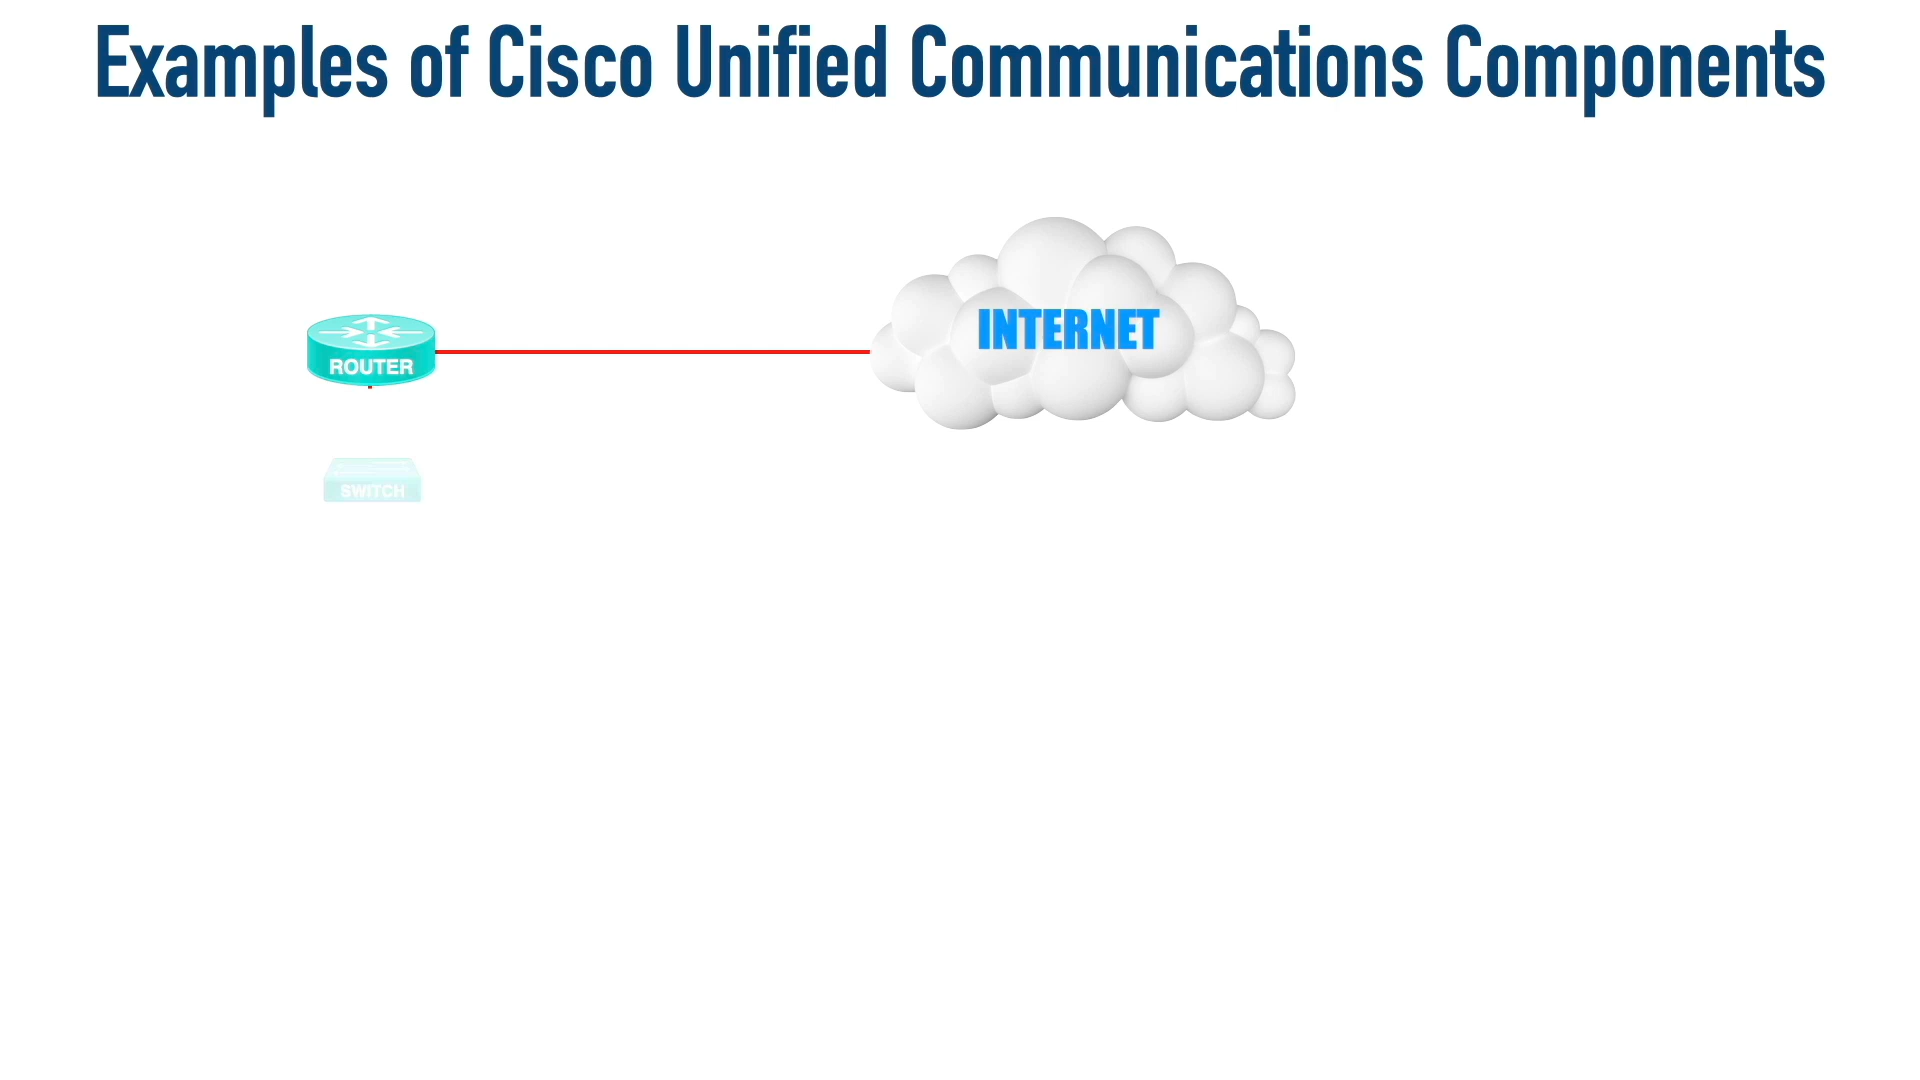 Examples of Cisco Unified Communications Components
INTERNET
ROUTER
SWITCH